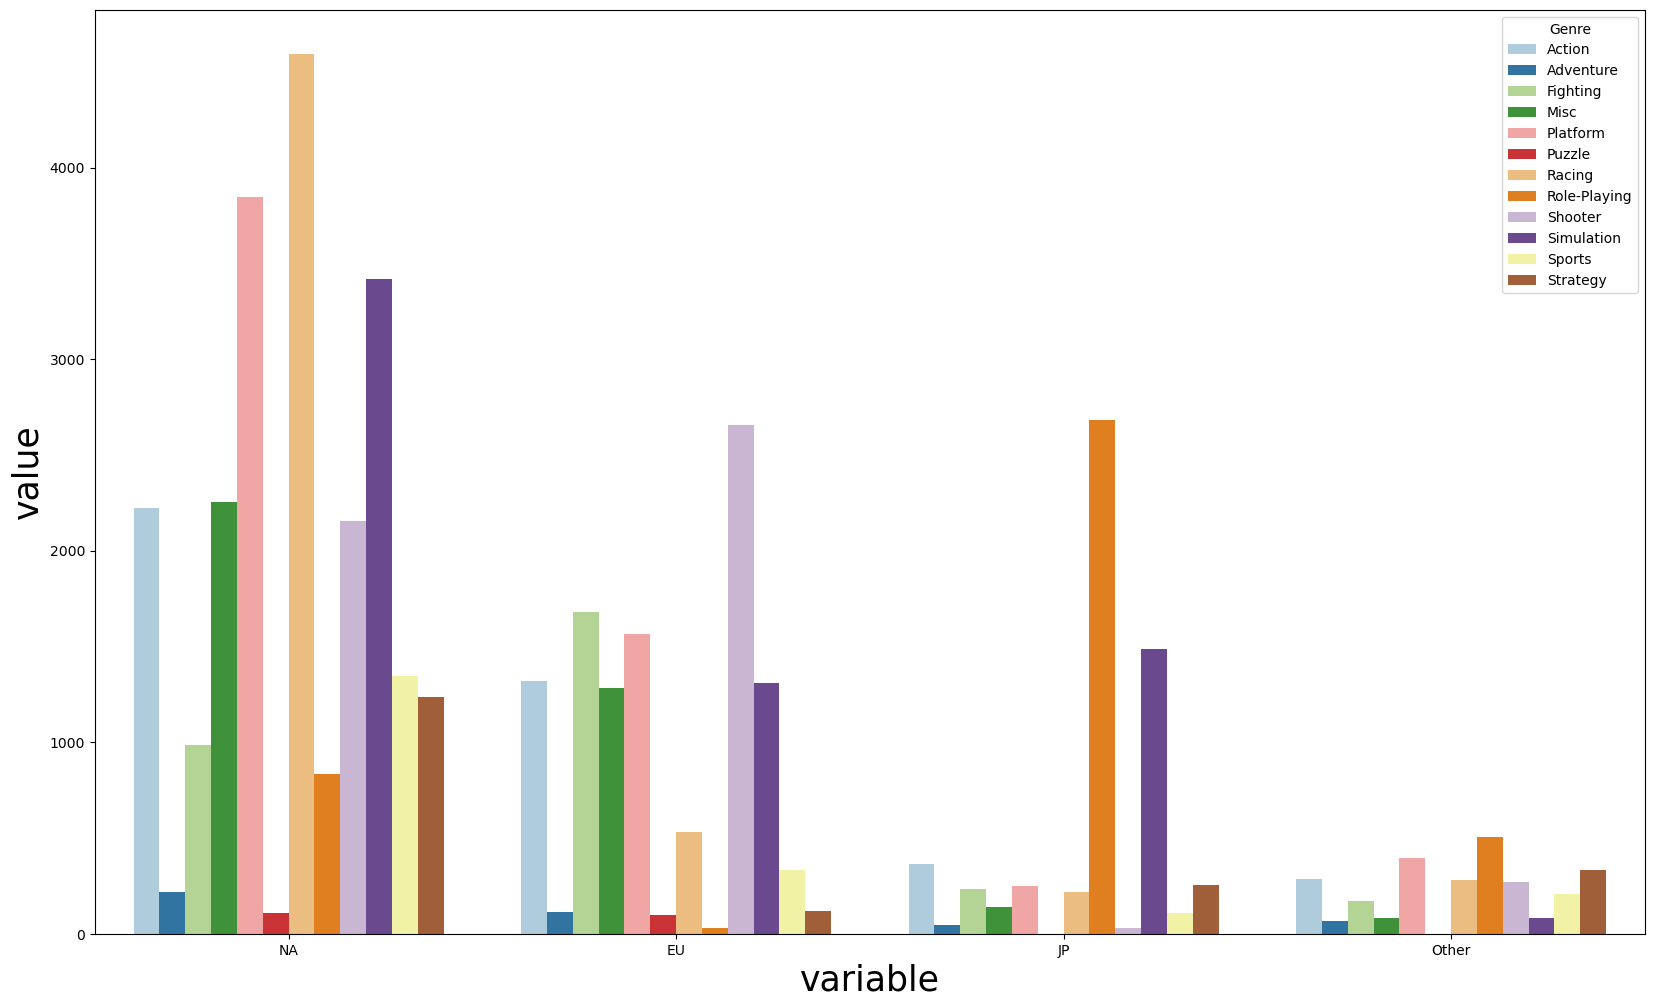 Genre
Action
Adventure
Fighting
Misc
Platform
Puzzle
Racing
Role-Playing
Shooter
Simulation
Sports
Strategy
4000
3000
2000
1000
0
value
NA EU JP Other
variable